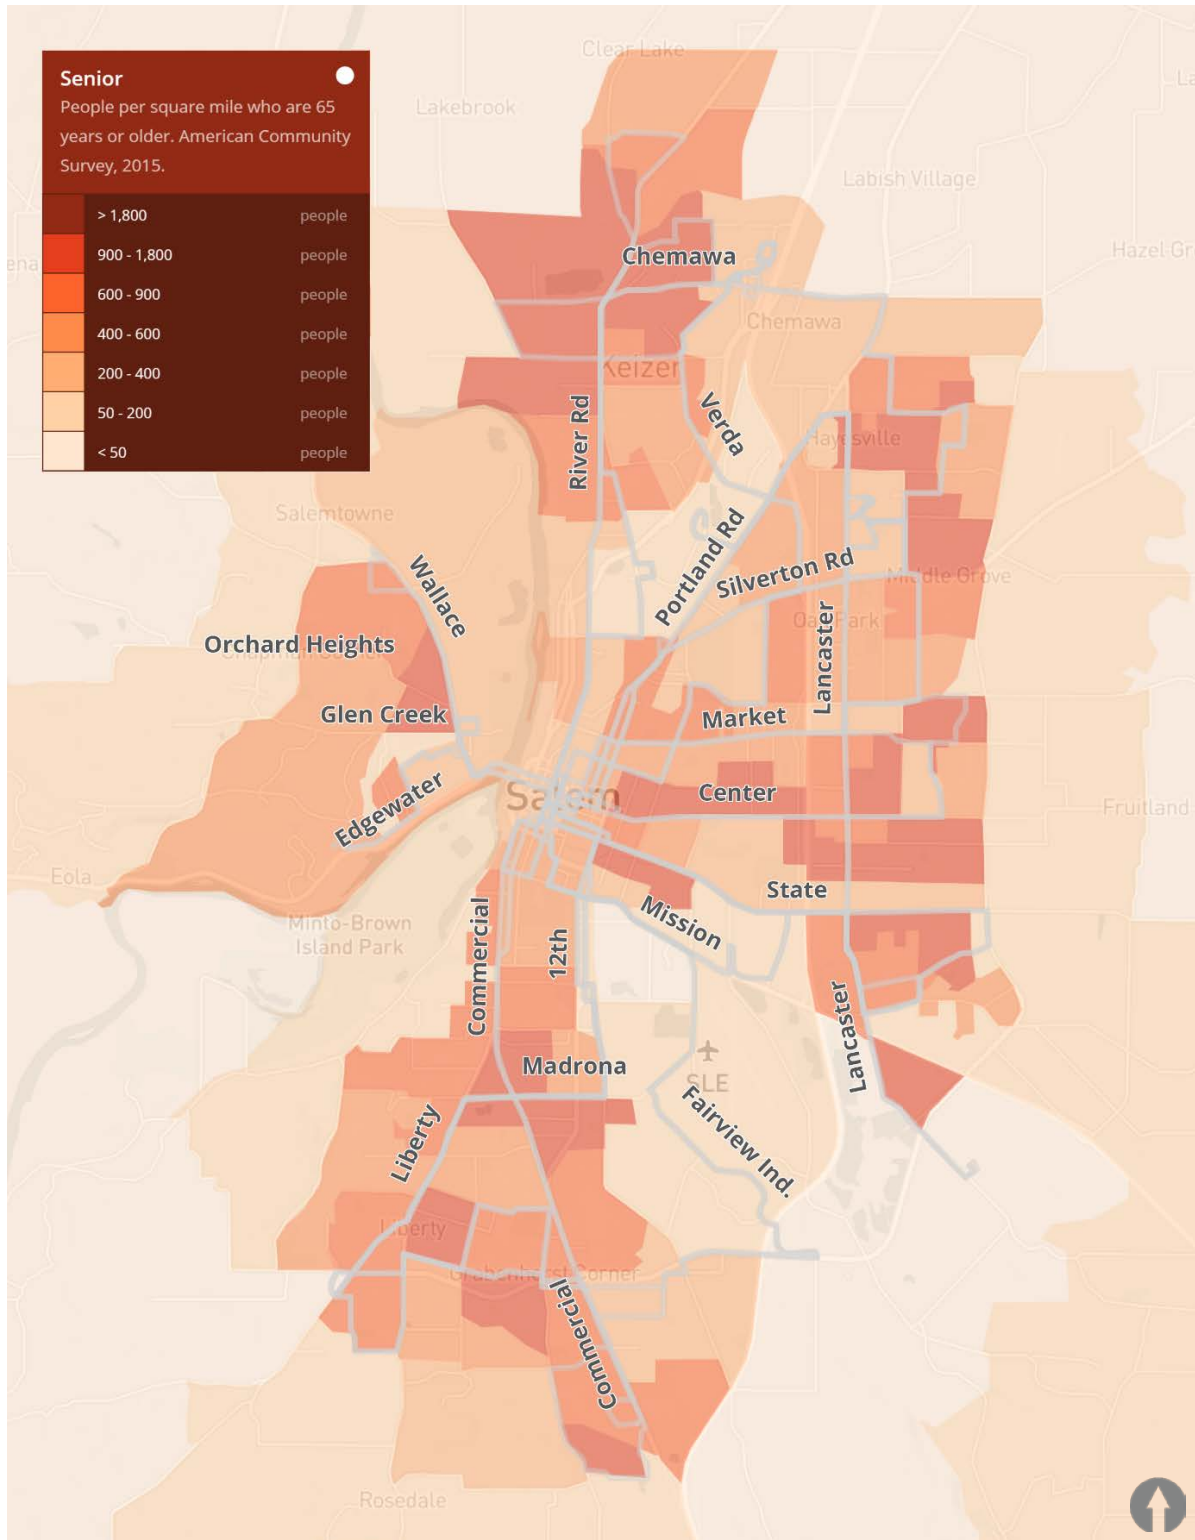 Clear Lake
Senior
People per square mile who are 65
years or older. American Community
Survey, 2015.
> 1,800 people
900 - 1,800 people
600 - 900 people
400 - 600 people
200 - 400 people
50 - 200 people
< 50 people
Lakebrook
La
Labish Village
Hazel Gr
ena
Chemawa
Chemawa
Keizer
River Rd
Verda
Hayesville
Salemtowne
Portland Rd
Wallace
Silverton Rd
Middle Grove
Orchard Heights
Oak Park
Lancaster
Glen Creek
Market
Salem
Center
Edgewater
Fruitland
Eola
State
Minto-Brown
Island Park
Mission
Commercial
12th
Lancaster
Madrona
SLE
Fairview Ind.
Liberty
Liberty
Grabenhorst Corner
Commercial
Rosedale